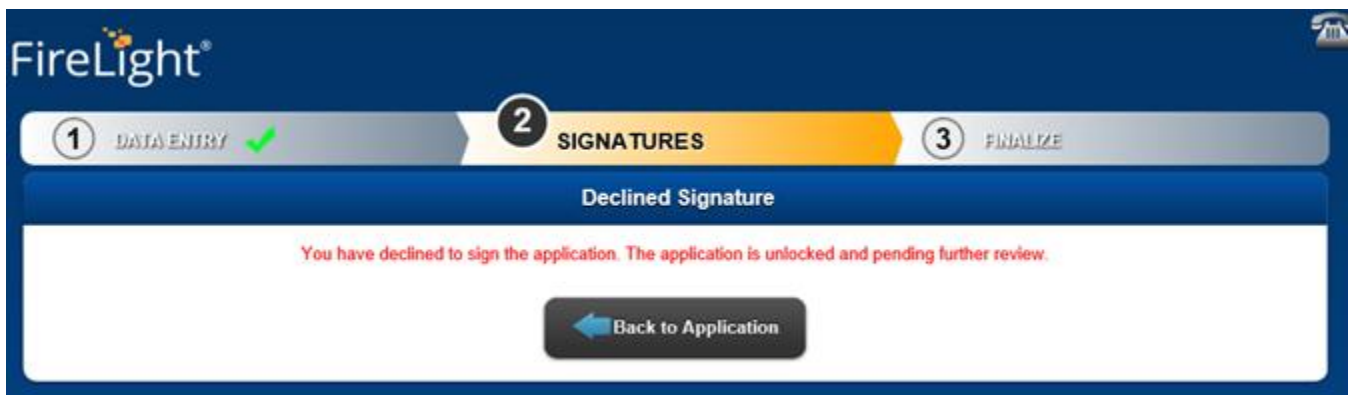 FireLight®
1 DATA ENTRY
2 SIGNATURES
3 FINALIZE
Declined Signature
You have declined to sign the application. The application is unlocked and pending further review.
Back to Application